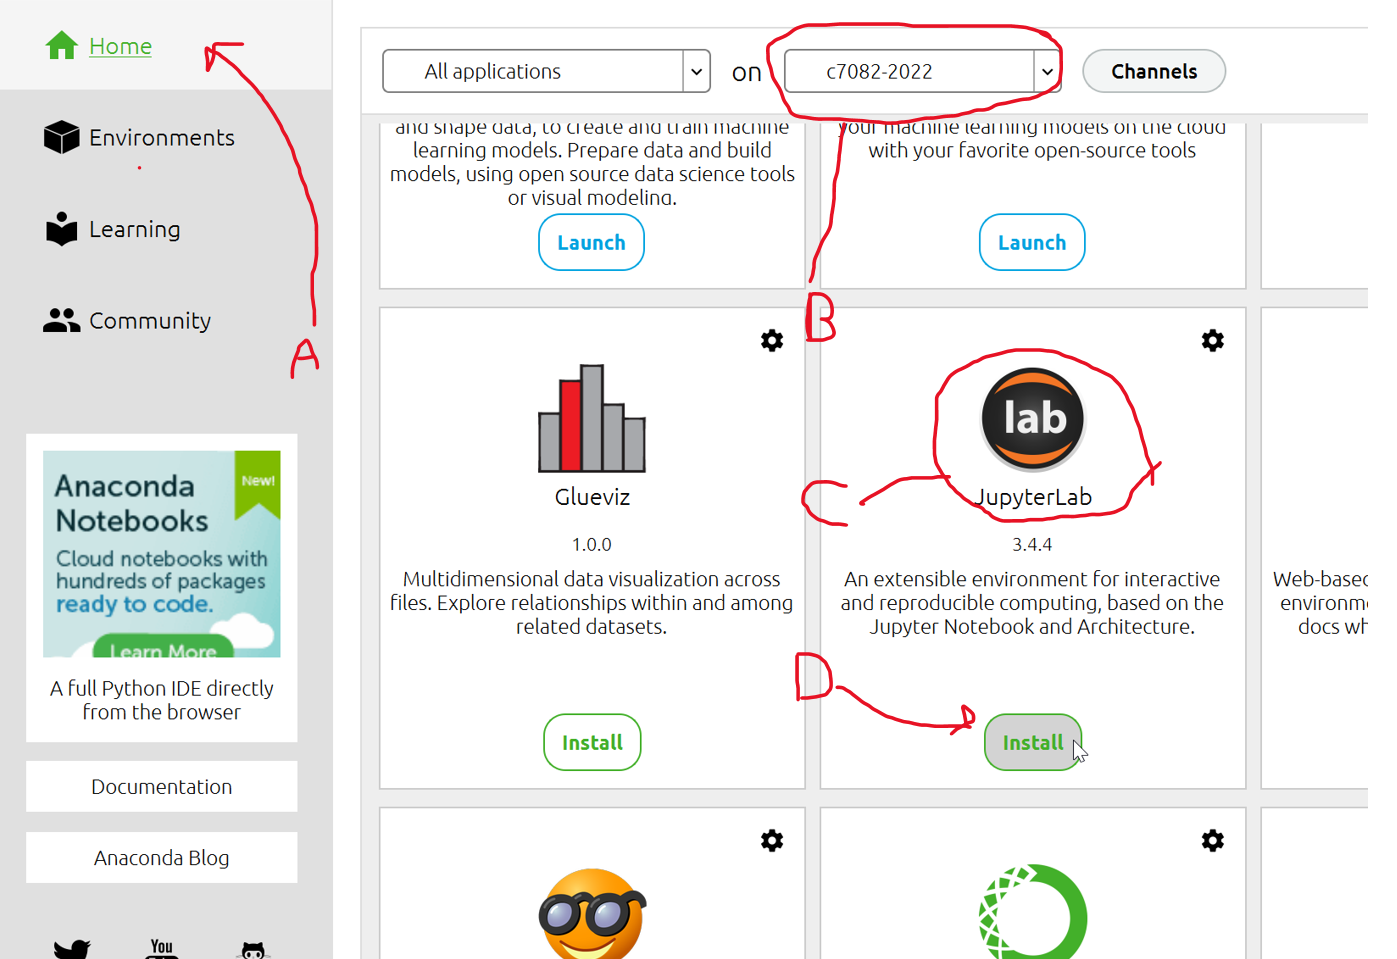 Home
All applications
on
c7082-2022
Channels
Environments
Learning
Community
A
and shape data, to create and train machine
learning models. Prepare data and build
models, using open source data science tools
or visual modeling.
Launch
your machine learning models on the cloud
with your favorite open-source tools
Launch
B
Glueviz
1.0.0
Multidimensional data visualization across
files. Explore relationships within and among
related datasets.
Install
lab
C
JupyterLab
3.4.4
An extensible environment for interactive
and reproducible computing, based on the
Jupyter Notebook and Architecture.
D
Install
Web-based
docs wh
Anaconda
Notebooks
New!
Cloud notebooks with
hundreds of packages
ready to code.
Learn More
A full Python IDE directly
from the browser
Documentation
Anaconda Blog
You